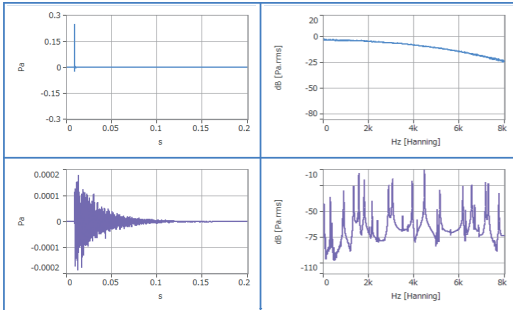 0.3
0.15
0
-0.15
-0.3
Pa
0 0.05 0.1 0.15 0.2
s
20
0
-25
-50
-80
dB [Pa.rms]
0 2k 4k 6k 8k
Hz [Hanning]
0.0002
0.0001
0
-0.0001
-0.0002
Pa
0 0.05 0.1 0.15 0.2
s
-10
-50
-75
-110
dB [Pa.rms]
0 2k 4k 6k 8k
Hz [Hanning]